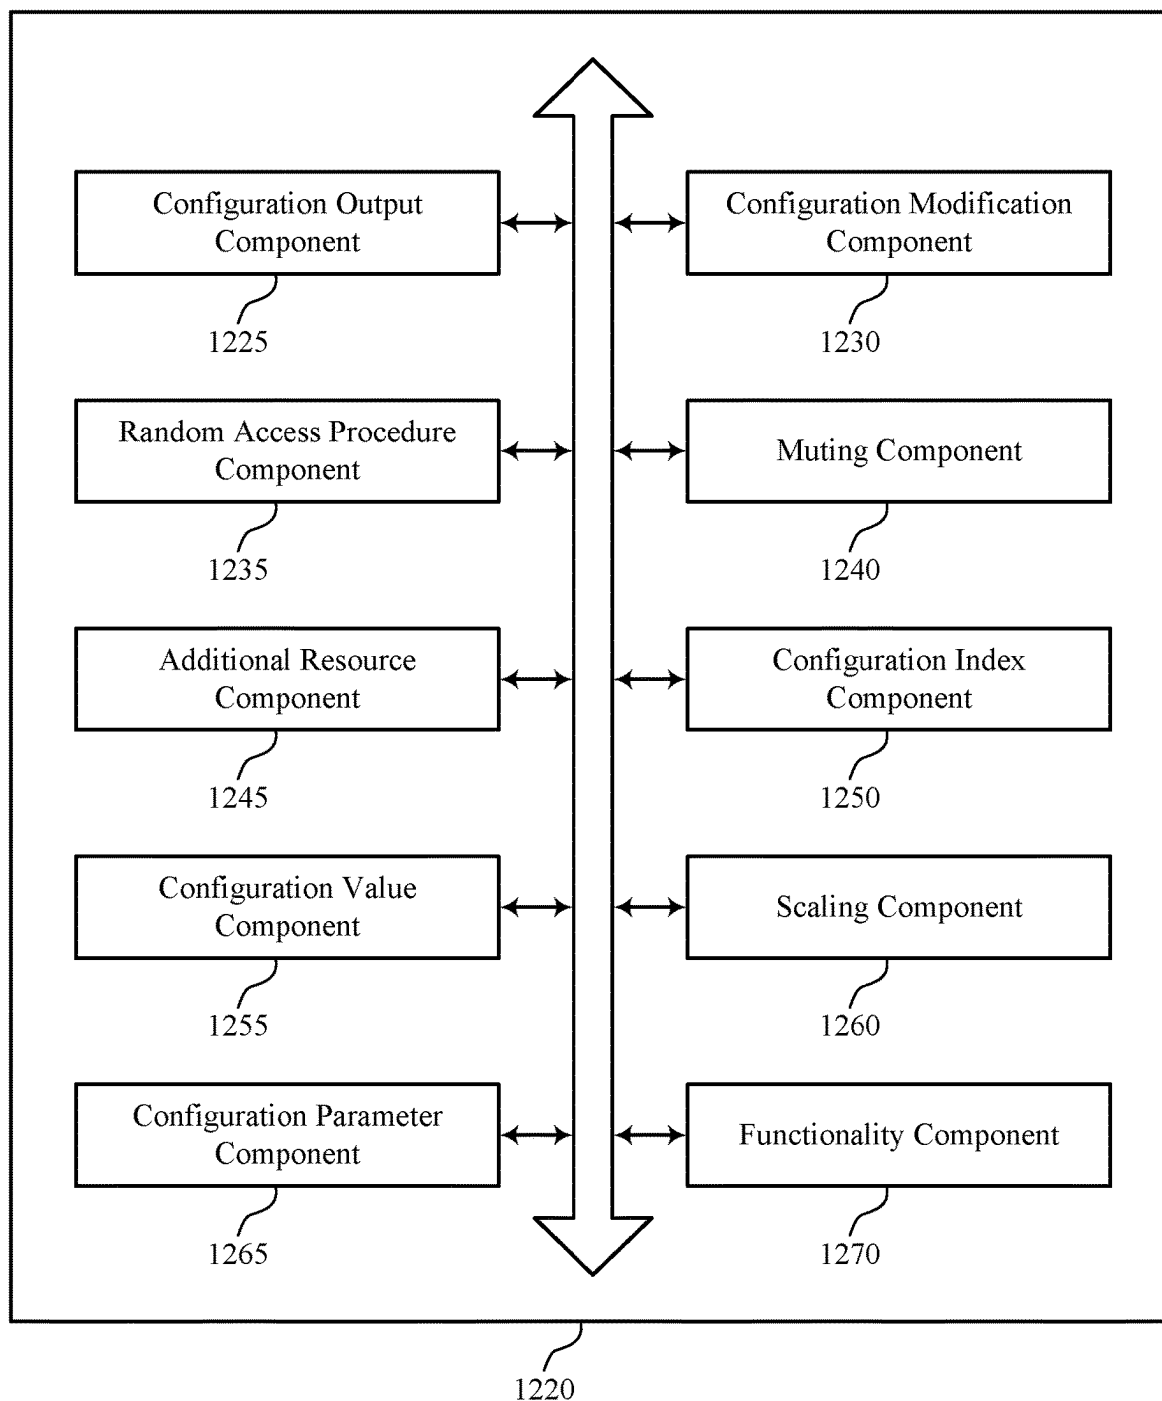 Configuration Output
Component
1225
Configuration Modification
Component
1230
Random Access Procedure
Component
1235
Muting Component
1240
Additional Resource
Component
1245
Configuration Index
Component
1250
Configuration Value
Component
1255
Scaling Component
1260
Configuration Parameter
Component
1265
Functionality Component
1270
1220